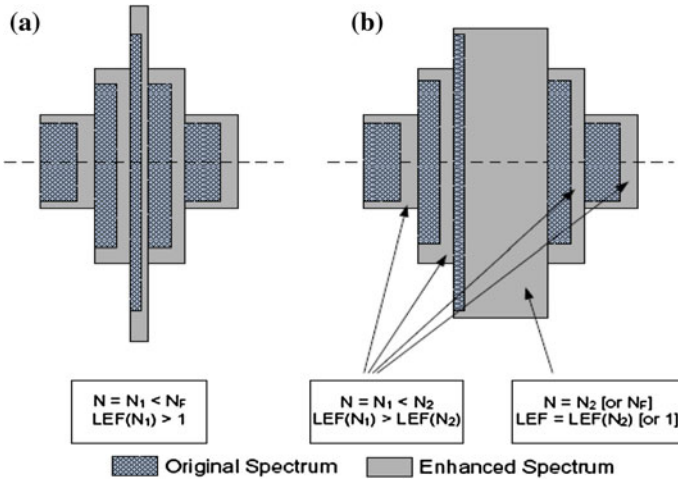 (a)
(b)
N = N₁ < N_F
LEF(N₁) > 1
N = N₁ < N₂
LEF(N₁) > LEF(N₂)
N = N₂ [or N_F]
LEF = LEF(N₂) [or 1]
Original Spectrum
Enhanced Spectrum